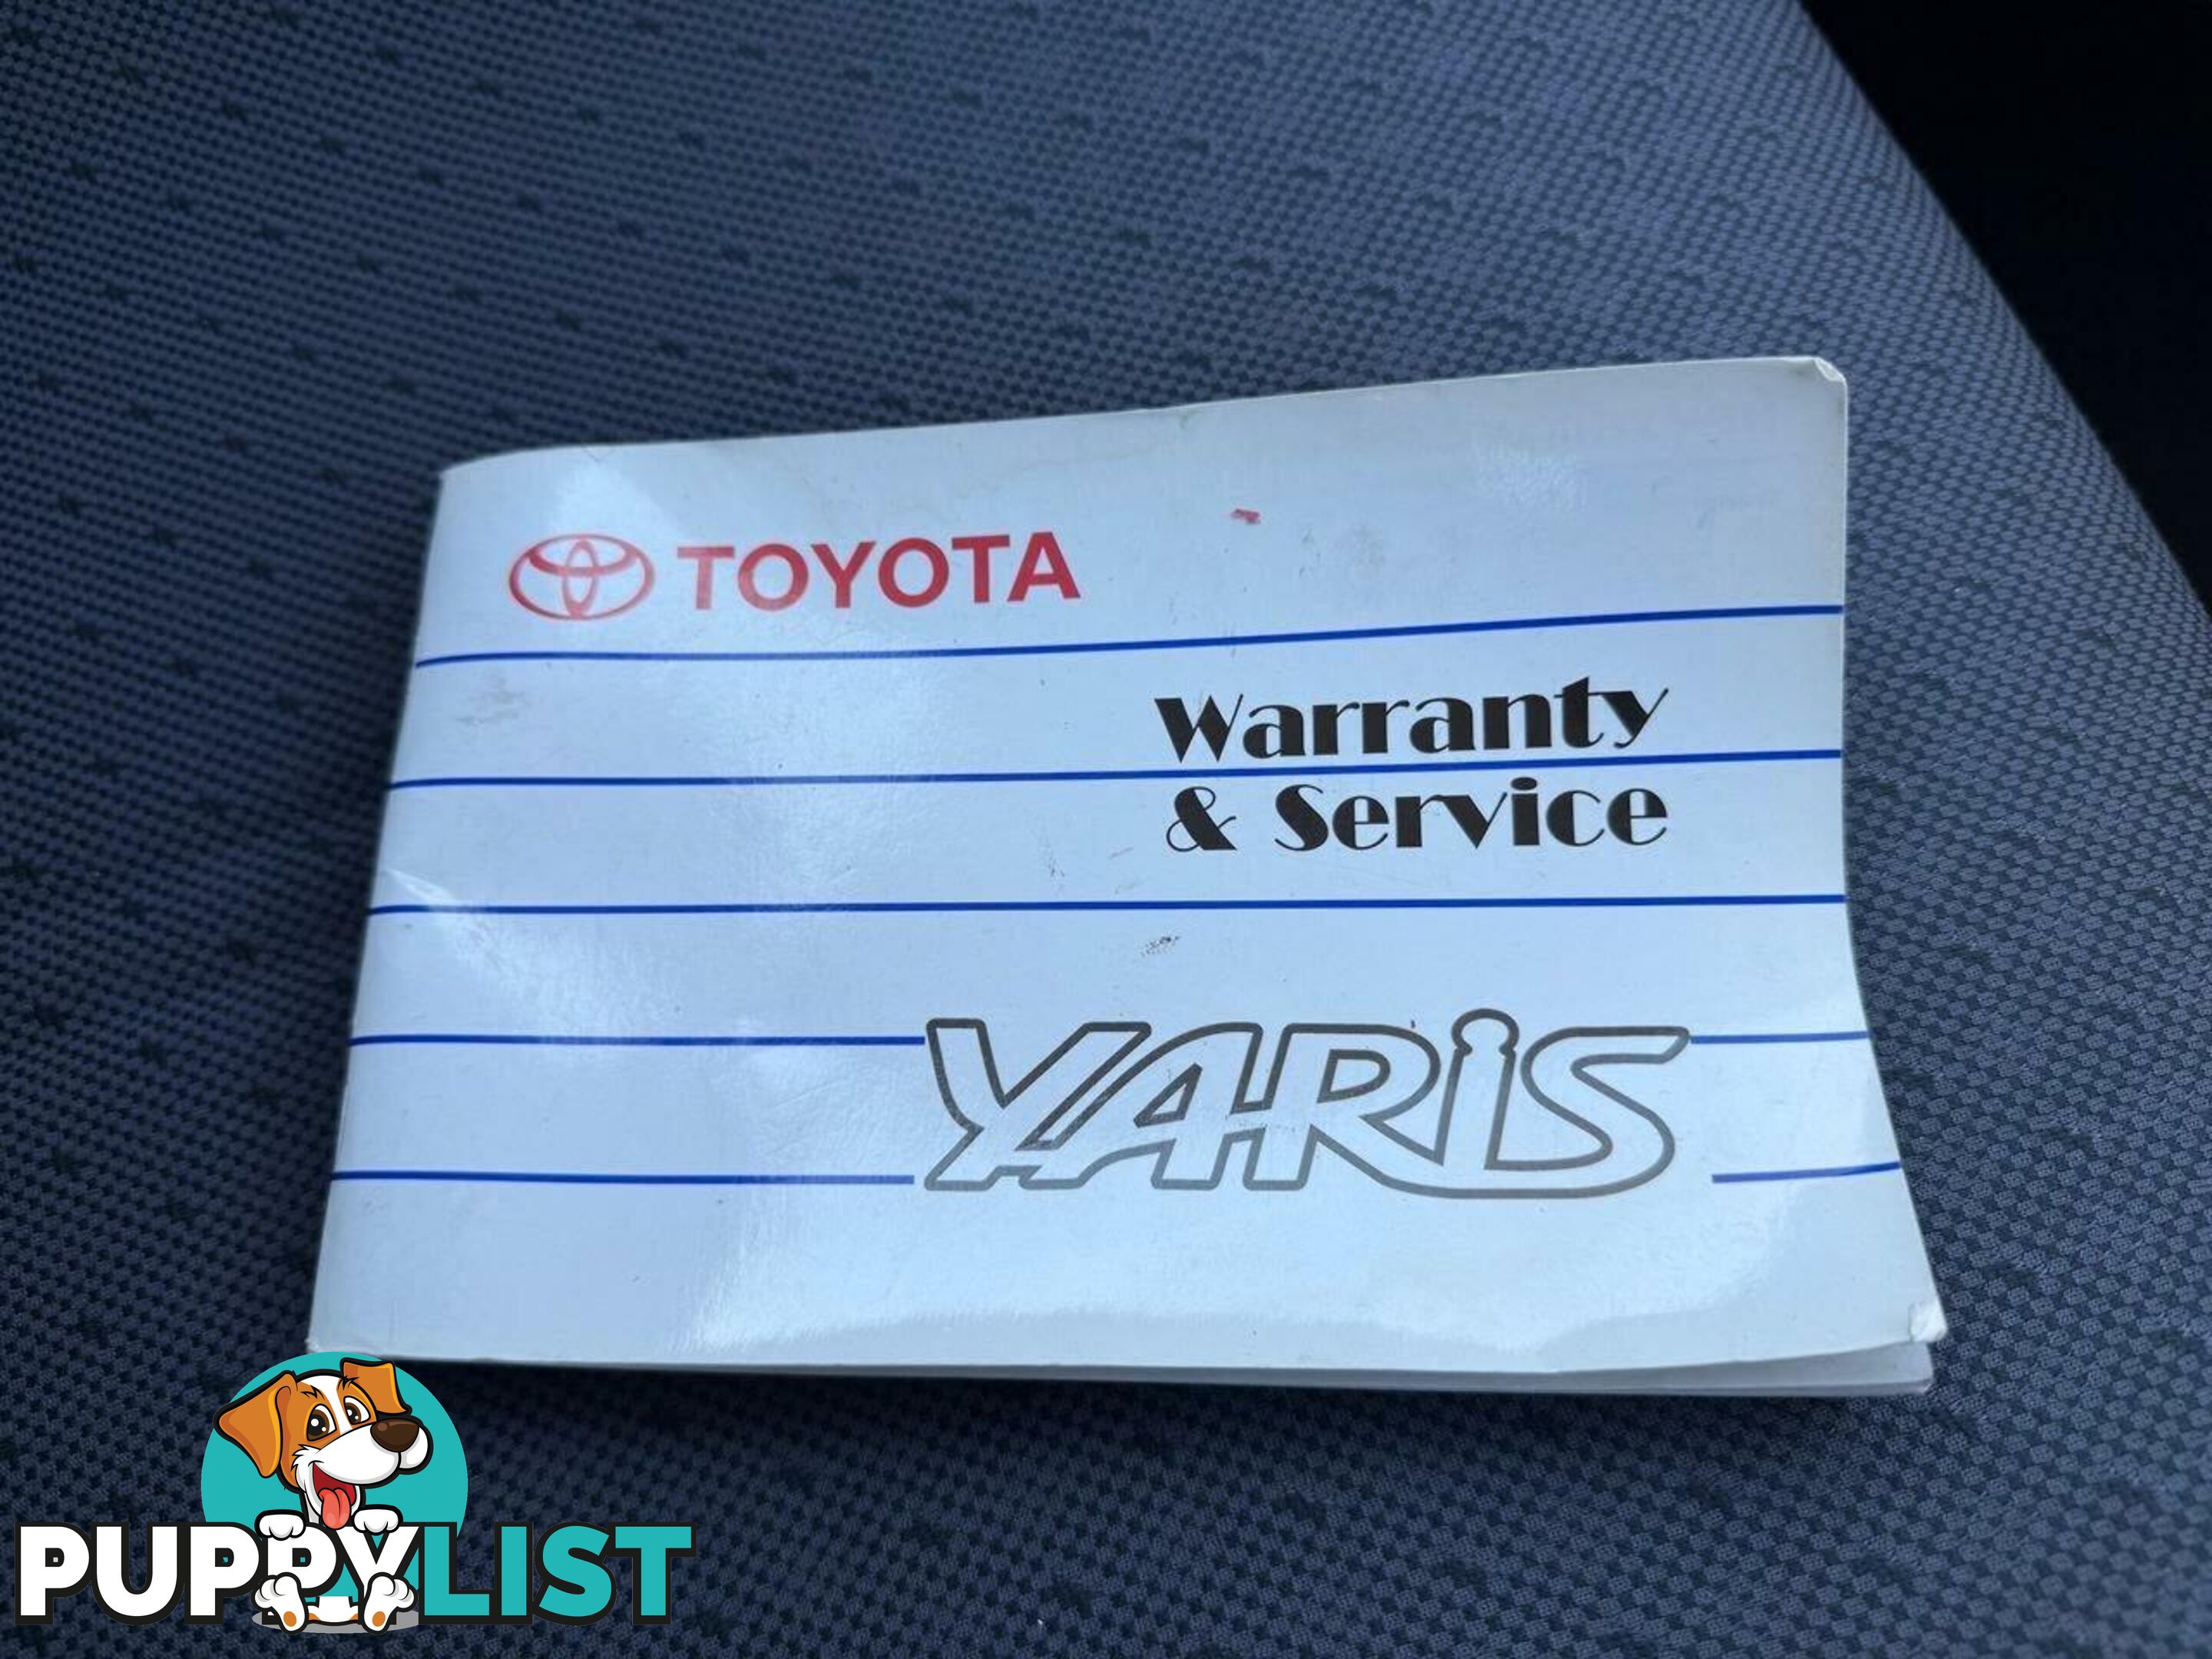 TOYOTA
Warranty
& Service
YARIS
PUPPYLIST